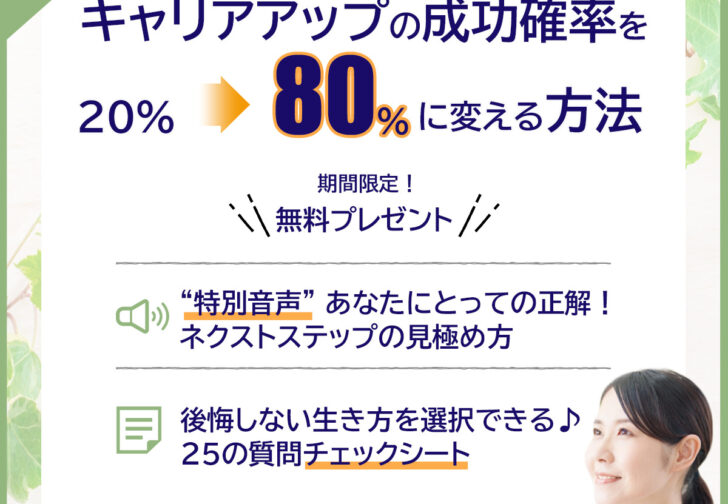 キャリアアップの成功確率を
20% 80%に変える方法
期間限定！
無料プレゼント
“特別音声” あなたにとっての正解！
ネクストステップの見極め方
後悔しない生き方を選択できる♪
25の質問チェックシート